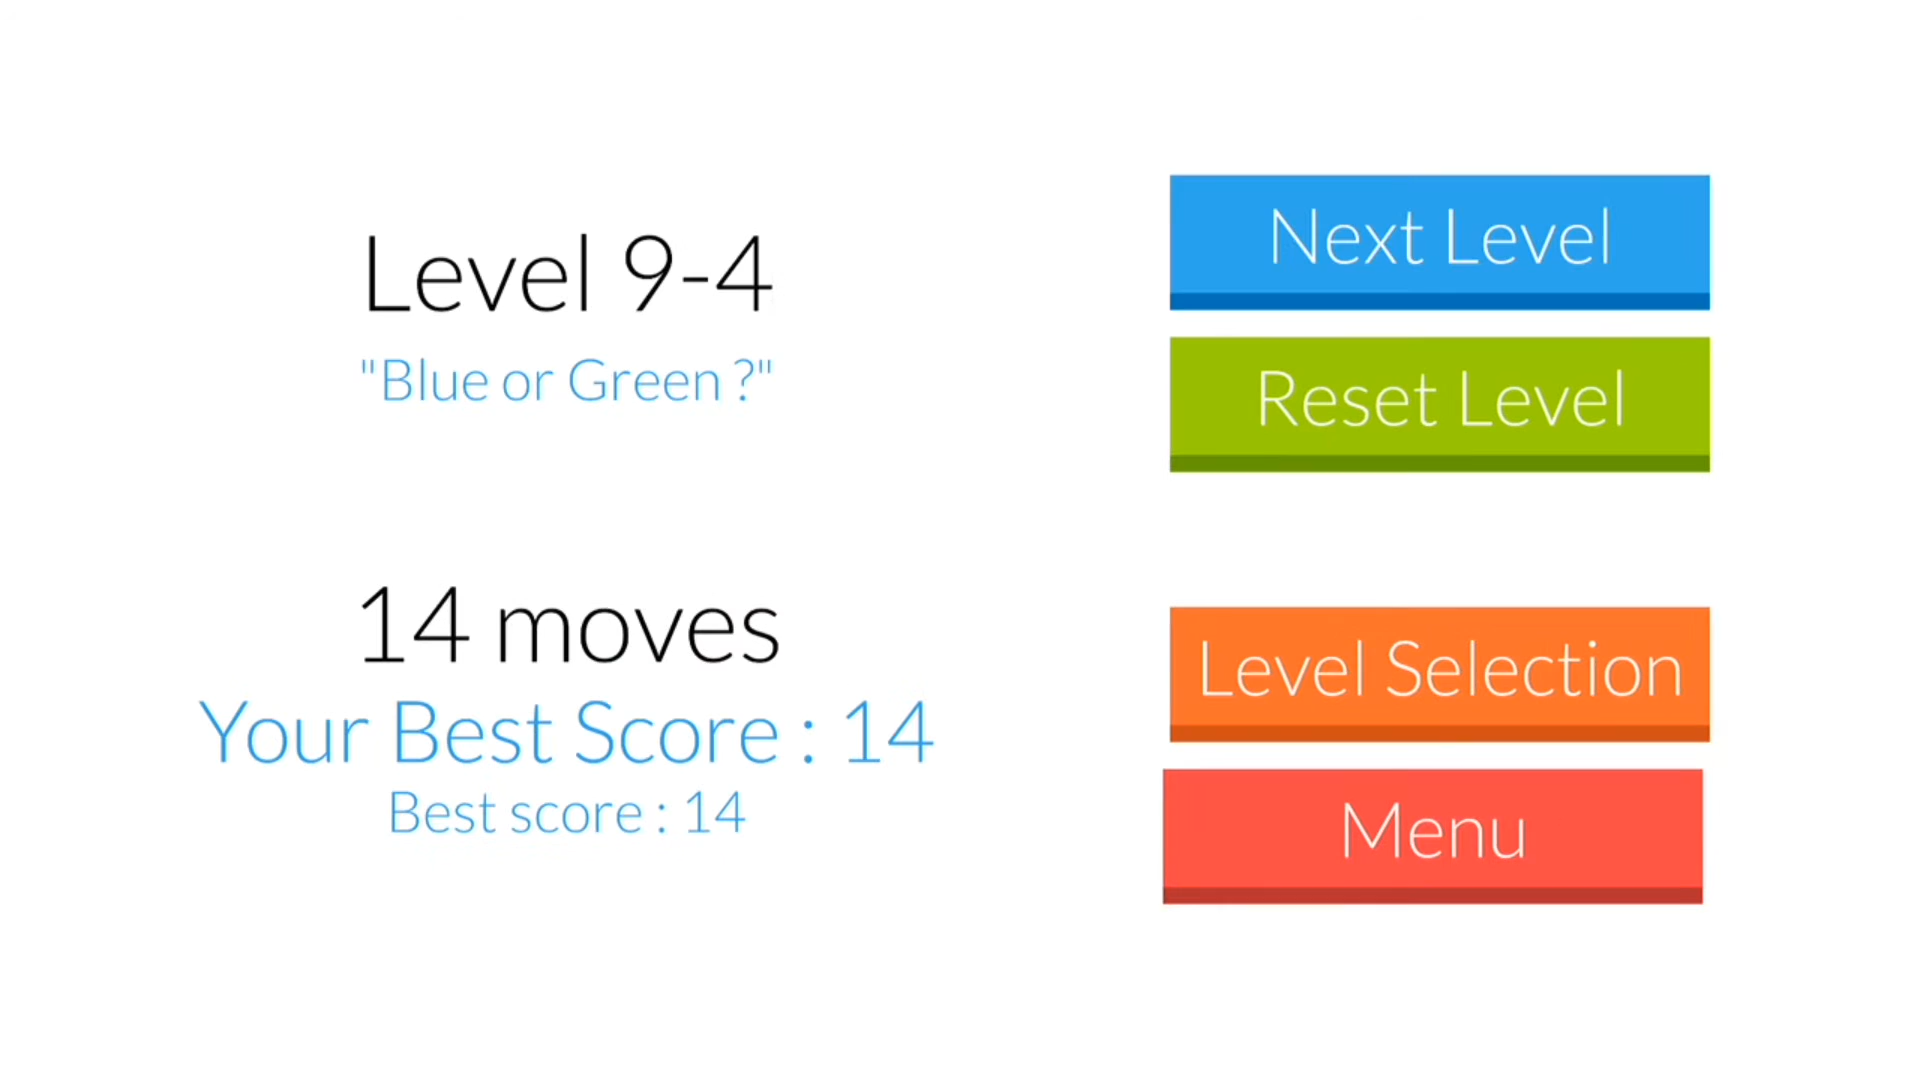 Level 9-4
"Blue or Green ?"
14 moves
Your Best Score : 14
Best score : 14
Next Level
Reset Level
Level Selection
Menu